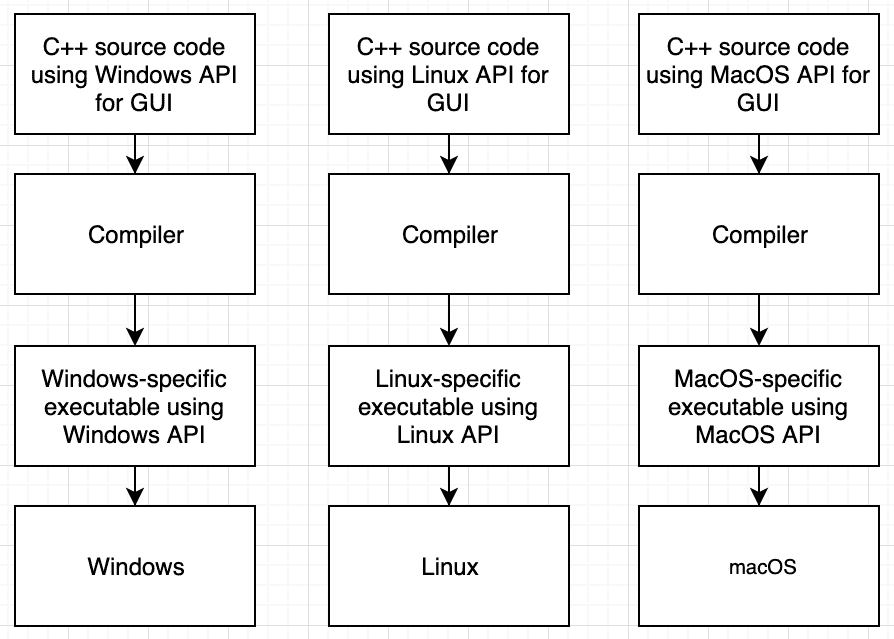 C++ source code
using Windows API
for GUI
C++ source code
using Linux API for
GUI
C++ source code
using MacOS API for
GUI
Compiler
Compiler
Compiler
Windows-specific
executable using
Windows API
Linux-specific
executable using
Linux API
MacOS-specific
executable using
MacOS API
Windows
Linux
macOS